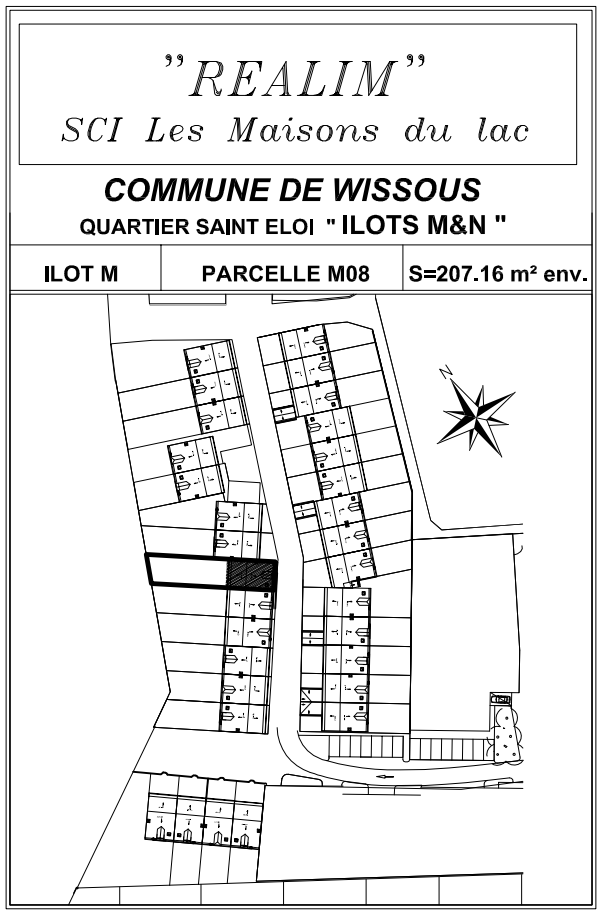 "REALIM"
SCI Les Maisons du lac
COMMUNE DE WISSOUS
QUARTIER SAINT ELOI " ILOTS M&N "
ILOT M
PARCELLE M08
S=207.16 m² env.
N